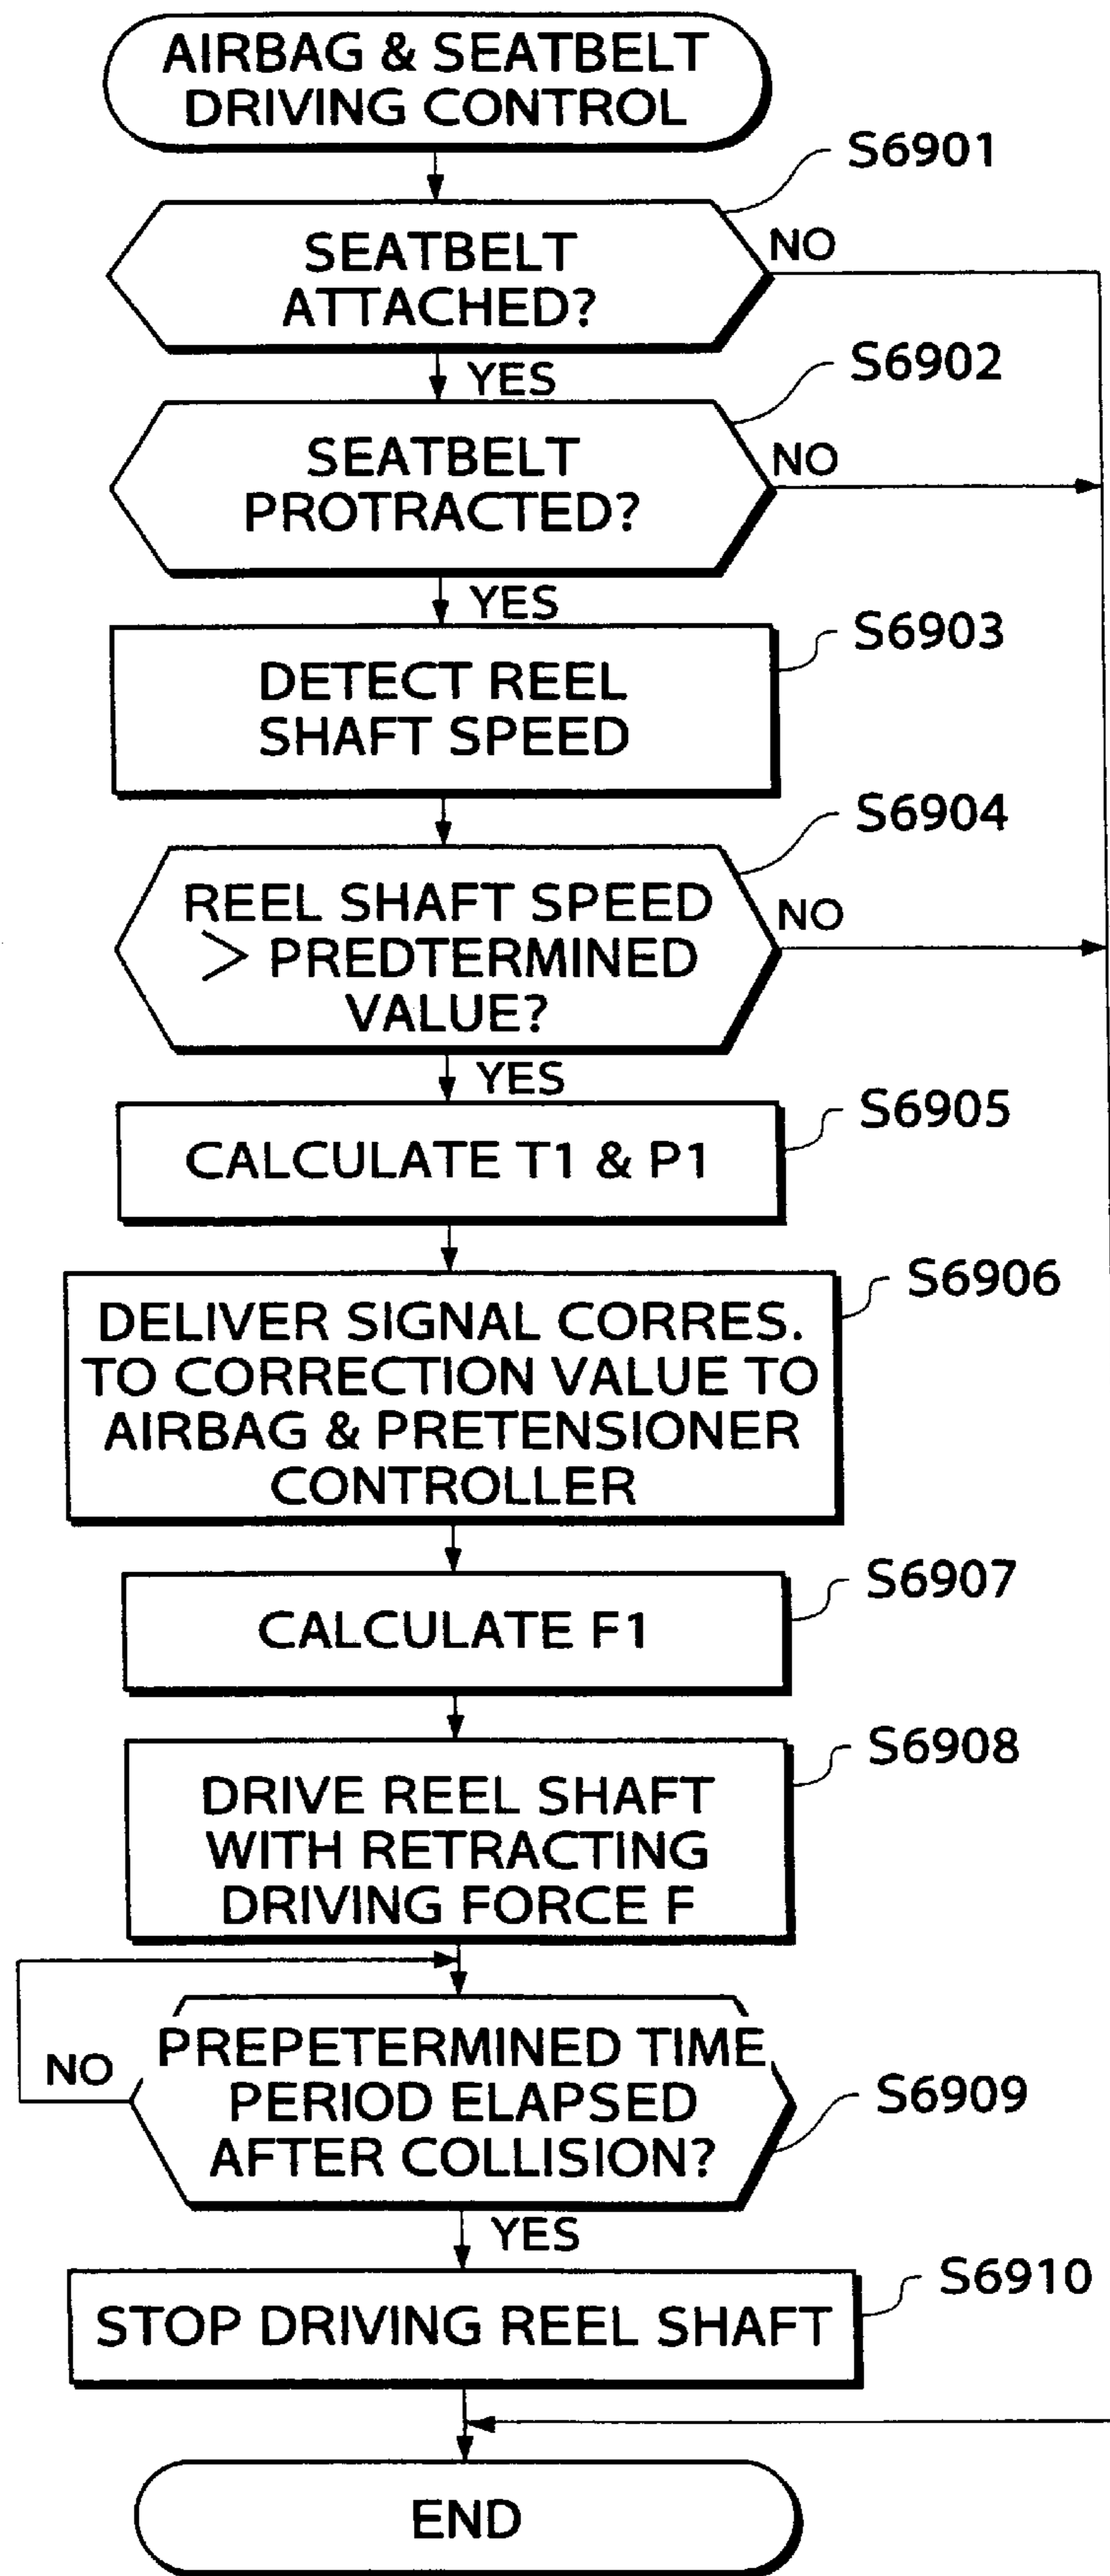 AIRBAG & SEATBELT
DRIVING CONTROL
S6901
SEATBELT
ATTACHED?
NO
YES
S6902
SEATBELT
PROTRACTED?
NO
YES
S6903
DETECT REEL
SHAFT SPEED
S6904
REEL SHAFT SPEED
> PREDTERMINED
VALUE?
NO
YES
S6905
CALCULATE T1 & P1
S6906
DELIVER SIGNAL CORRES.
TO CORRECTION VALUE TO
AIRBAG & PRETENSIONER
CONTROLLER
S6907
CALCULATE F1
S6908
DRIVE REEL SHAFT
WITH RETRACTING
DRIVING FORCE F
PREPETERMINED TIME
PERIOD ELAPSED
AFTER COLLISION?
NO
S6909
YES
S6910
STOP DRIVING REEL SHAFT
END